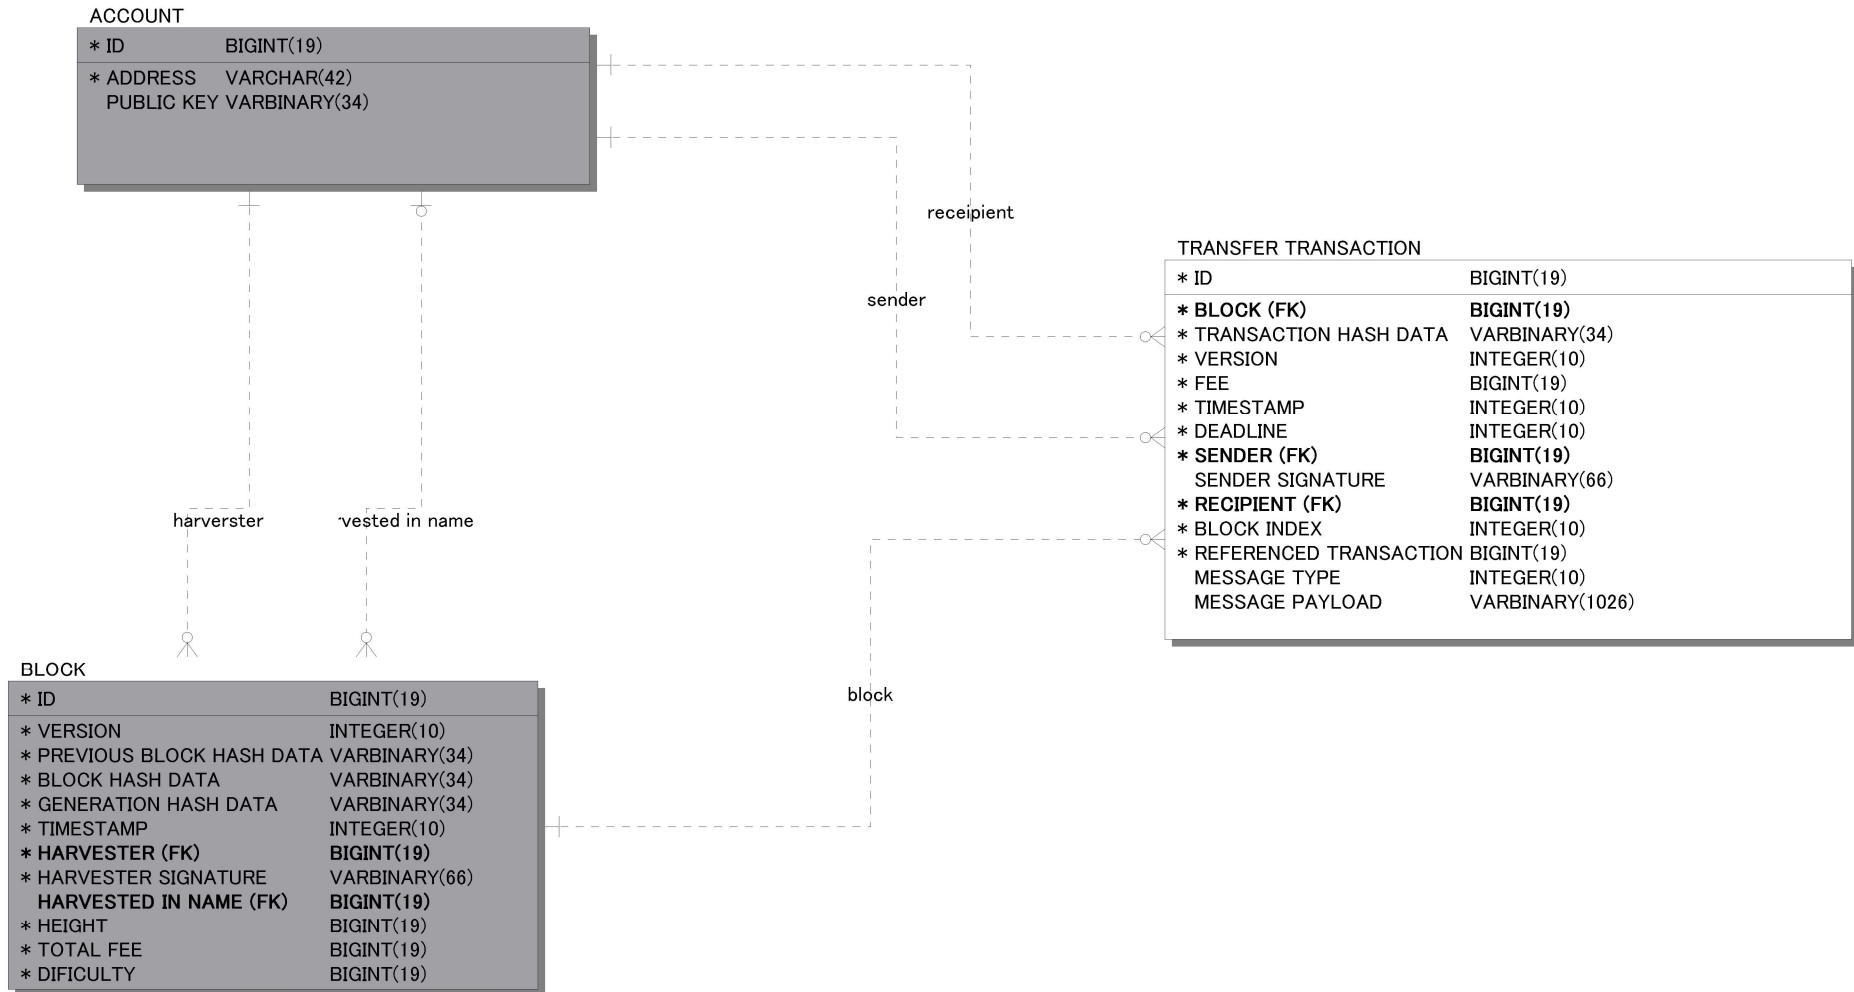 ACCOUNT
* ID BIGINT(19)
* ADDRESS VARCHAR(42)
PUBLIC KEY VARBINARY(34)
receipient
sender
harverster
rvested in name
block
TRANSFER TRANSACTION
* ID BIGINT(19)
* BLOCK (FK) BIGINT(19)
* TRANSACTION HASH DATA VARBINARY(34)
* VERSION INTEGER(10)
* FEE BIGINT(19)
* TIMESTAMP INTEGER(10)
* DEADLINE INTEGER(10)
* SENDER (FK) BIGINT(19)
SENDER SIGNATURE VARBINARY(66)
* RECIPIENT (FK) BIGINT(19)
* BLOCK INDEX INTEGER(10)
* REFERENCED TRANSACTION BIGINT(19)
MESSAGE TYPE INTEGER(10)
MESSAGE PAYLOAD VARBINARY(1026)
BLOCK
* ID BIGINT(19)
* VERSION INTEGER(10)
* PREVIOUS BLOCK HASH DATA VARBINARY(34)
* BLOCK HASH DATA VARBINARY(34)
* GENERATION HASH DATA VARBINARY(34)
* TIMESTAMP INTEGER(10)
* HARVESTER (FK) BIGINT(19)
* HARVESTER SIGNATURE VARBINARY(66)
HARVESTED IN NAME (FK) BIGINT(19)
* HEIGHT BIGINT(19)
* TOTAL FEE BIGINT(19)
* DIFICULTY BIGINT(19)